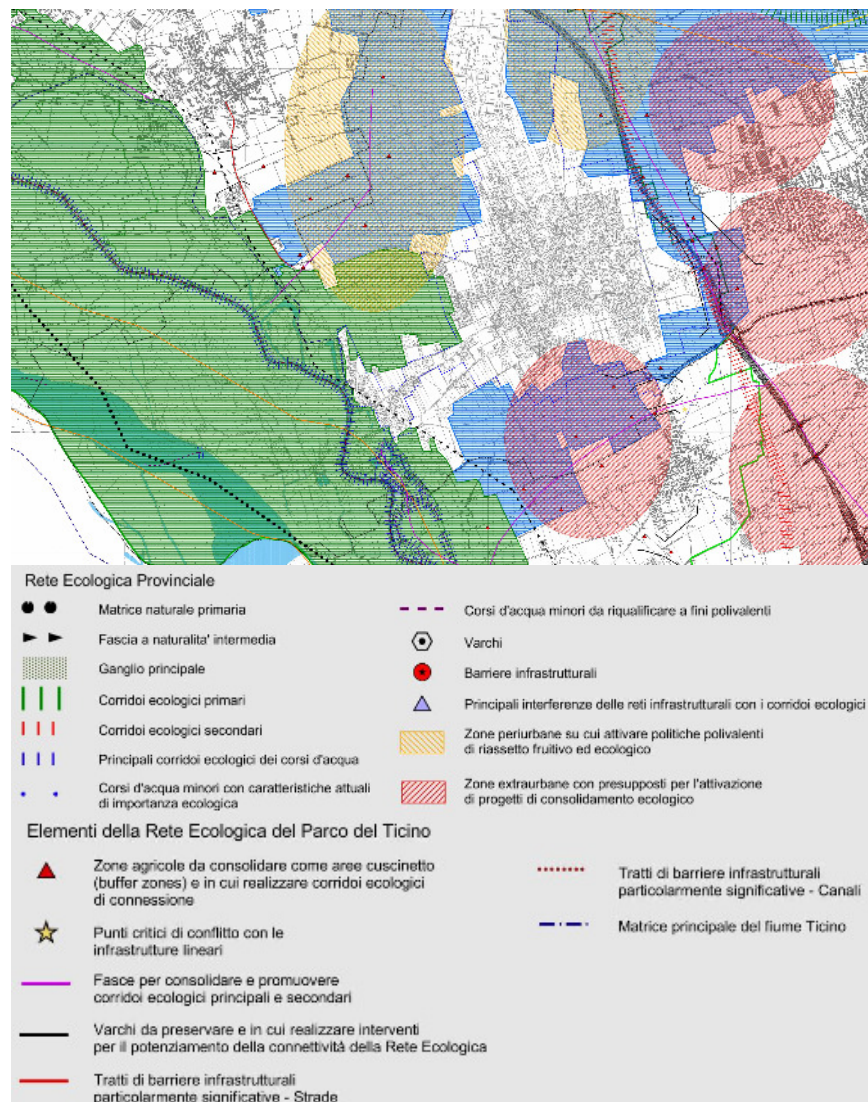 Rete Ecologica Provinciale
Matrice naturale primaria
Fascia a naturalita' intermedia
Ganglio principale
Corridoi ecologici primari
Corridoi ecologici secondari
Principali corridoi ecologici dei corsi d'acqua
Corsi d'acqua minori con caratteristiche attuali
di importanza ecologica
Corsi d'acqua minori da riqualificare a fini polivalenti
Varchi
Barriere infrastrutturali
Principali interferenze delle reti infrastrutturali con i corridoi ecologici
Zone periurbane su cui attivare politiche polivalenti
di riassetto fruitivo ed ecologico
Zone extraurbane con presupposti per l'attivazione
di progetti di consolidamento ecologico
Elementi della Rete Ecologica del Parco del Ticino
Zone agricole da consolidare come aree cuscinetto
(buffer zones) e in cui realizzare corridoi ecologici
di connessione
Punti critici di conflitto con le
infrastrutture lineari
Fasce per consolidare e promuovere
corridoi ecologici principali e secondari
Varchi da preservare e in cui realizzare interventi
per il potenziamento della connettività della Rete Ecologica
Tratti di barriere infrastrutturali
particolarmente significative - Strade
Tratti di barriere infrastrutturali
particolarmente significative - Canali
Matrice principale del fiume Ticino